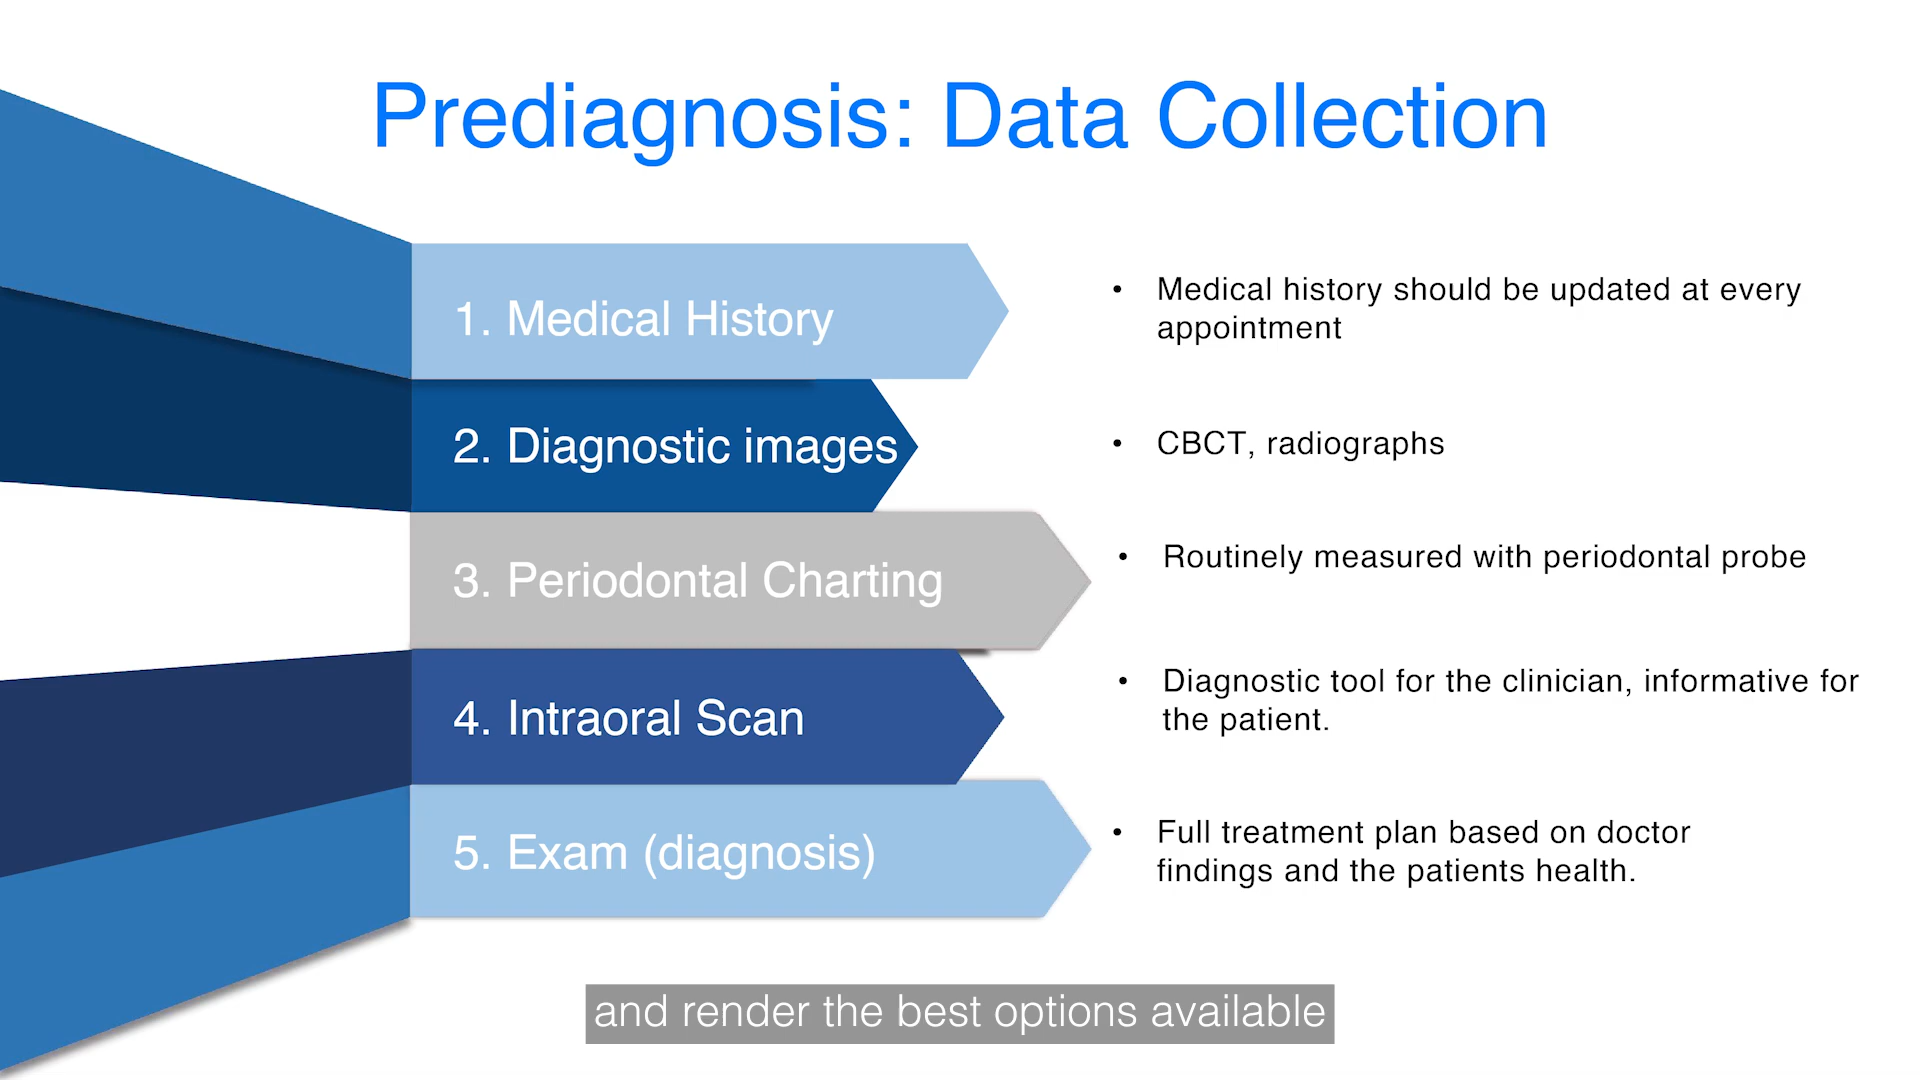 Prediagnosis: Data Collection
1. Medical History
• Medical history should be updated at every
appointment
2. Diagnostic images
• CBCT, radiographs
3. Periodontal Charting
• Routinely measured with periodontal probe
4. Intraoral Scan
• Diagnostic tool for the clinician, informative for
the patient.
5. Exam (diagnosis)
• Full treatment plan based on doctor
findings and the patients health.
and render the best options available